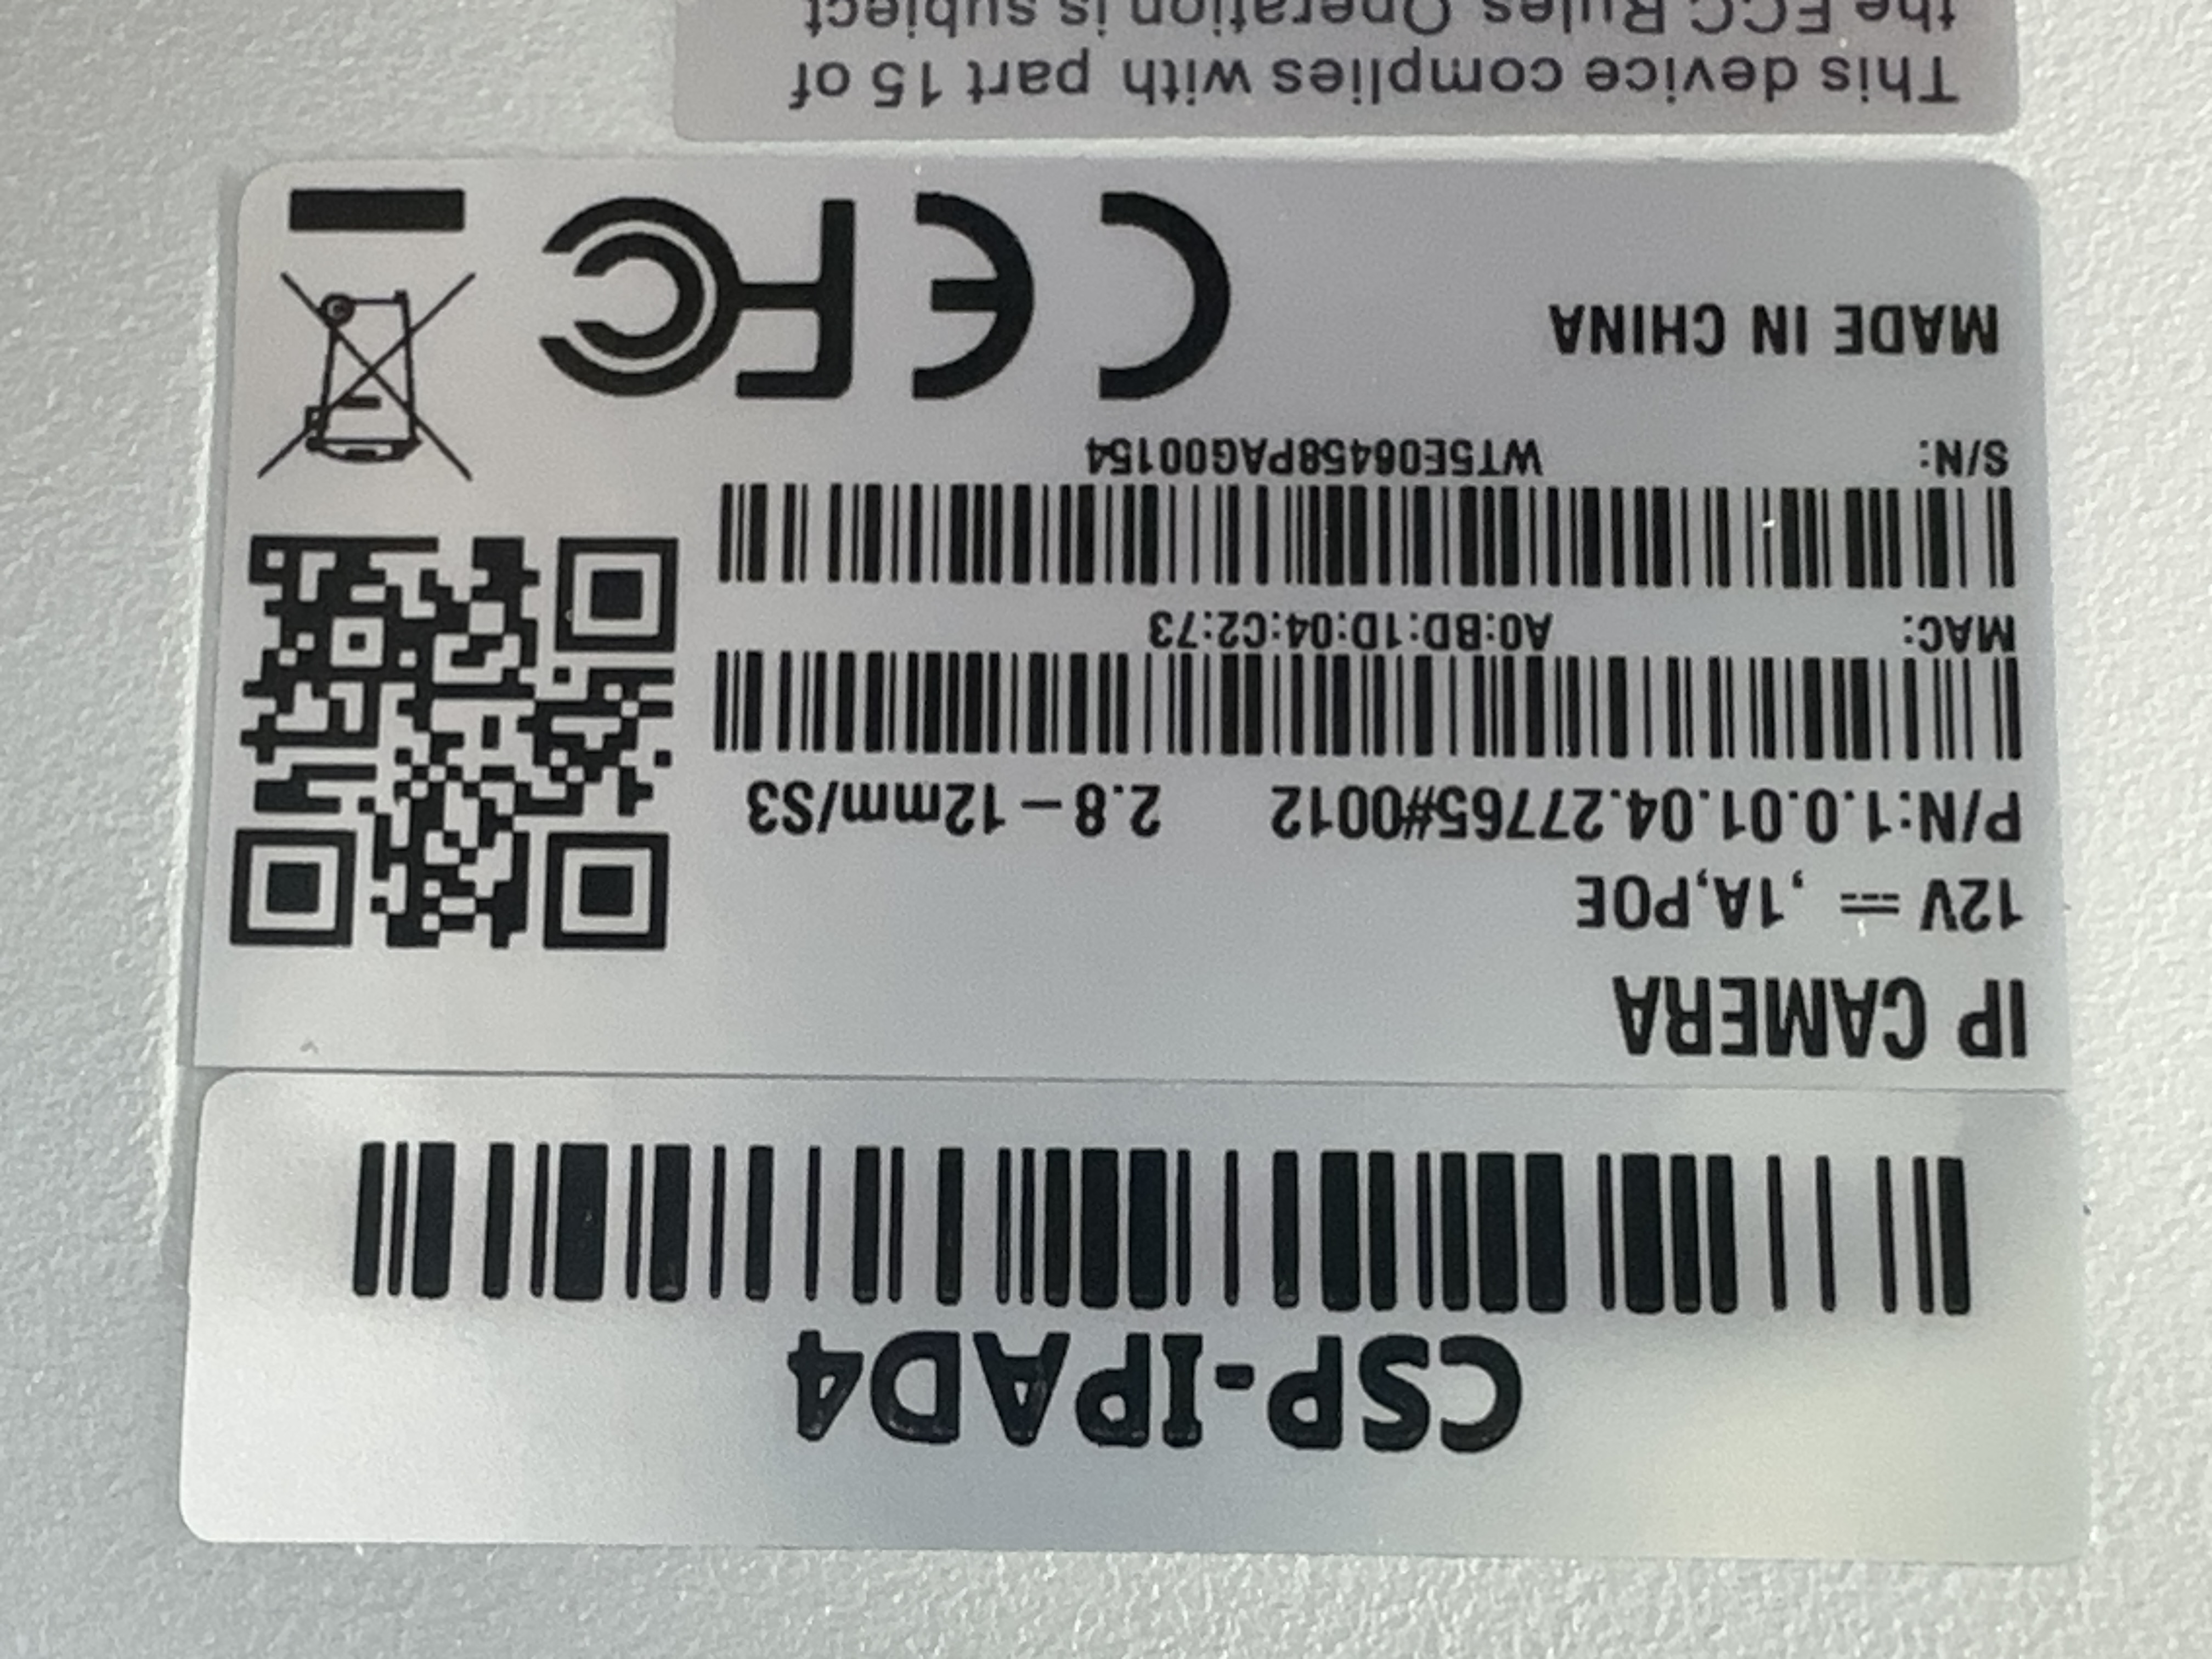 CSP-IPAD4
IP CAMERA
12V ⎓ ,1A,POE
P/N:1.0.01.04.27765#0012 2.8-12mm/S3
MAC: A0:BD:1D:04:C2:73
S/N: WT5E06458PAG00154
MADE IN CHINA CE FC
This device complies with part 15 of
the FCC Rules Operation is subject